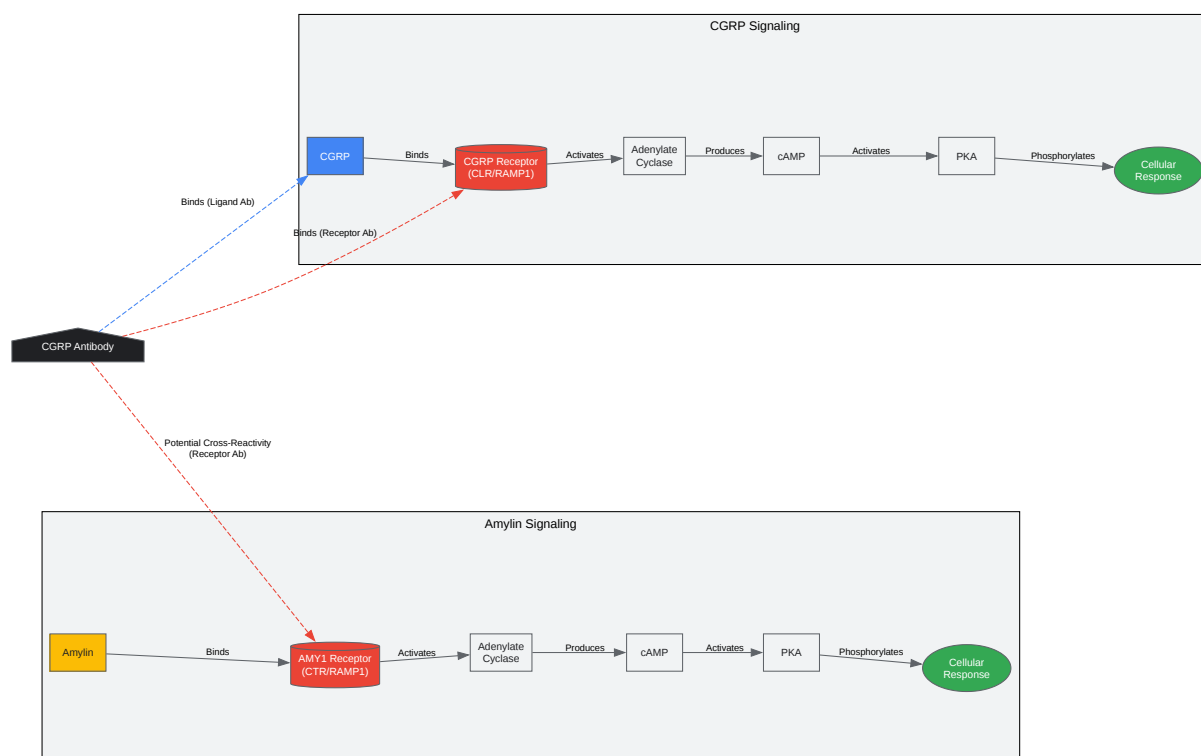 CGRP Signaling
CGRP
Binds
CGRP Receptor
(CLR/RAMP1)
Activates
Adenylate
Cyclase
Produces
cAMP
Activates
PKA
Phosphorylates
Cellular
Response
Binds (Ligand Ab)
Binds (Receptor Ab)
CGRP Antibody
Potential Cross-Reactivity
(Receptor Ab)
Amylin Signaling
Amylin
Binds
AMY1 Receptor
(CTR/RAMP1)
Activates
Adenylate
Cyclase
Produces
cAMP
Activates
PKA
Phosphorylates
Cellular
Response